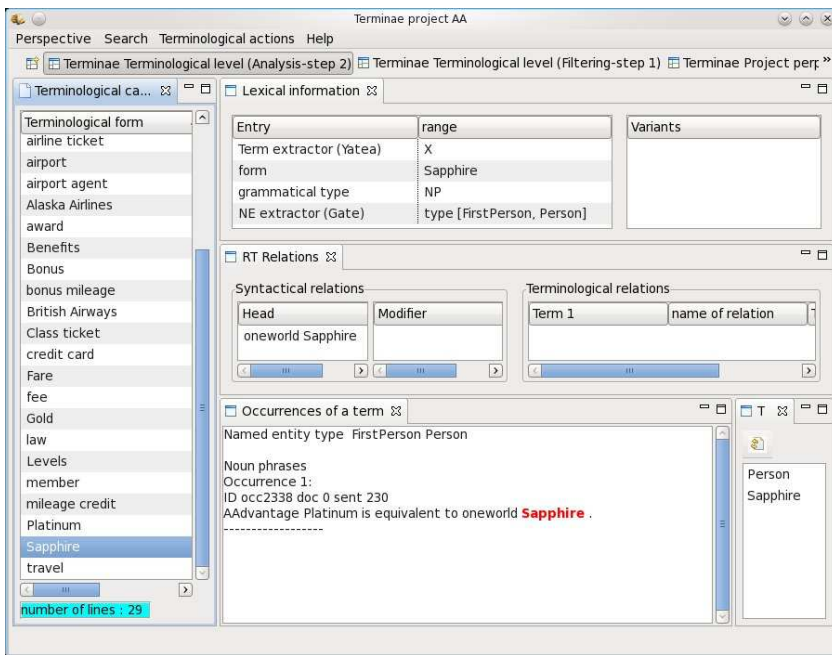 Terminae project AA
Perspective Search Terminological actions Help
Terminae Terminological level (Analysis-step 2) Terminae Terminological level (Filtering-step 1) Terminae Project perp »
Terminological ca...
Terminological form
airline ticket
airport
airport agent
Alaska Airlines
award
Benefits
Bonus
bonus mileage
British Airways
Class ticket
credit card
Fare
fee
Gold
law
Levels
member
mileage credit
Platinum
Sapphire
travel
number of lines : 29
Lexical information
Entry range
Term extractor (Yatea) X
form Sapphire
grammatical type NP
NE extractor (Gate) type [FirstPerson, Person]
Variants
RT Relations
Syntactical relations
Head Modifier
oneworld Sapphire
Terminological relations
Term 1 name of relation T
Occurrences of a term
Named entity type FirstPerson Person
Noun phrases
Occurrence 1:
ID occ2338 doc 0 sent 230
AAdvantage Platinum is equivalent to oneworld Sapphire .
------------------
T
Person
Sapphire